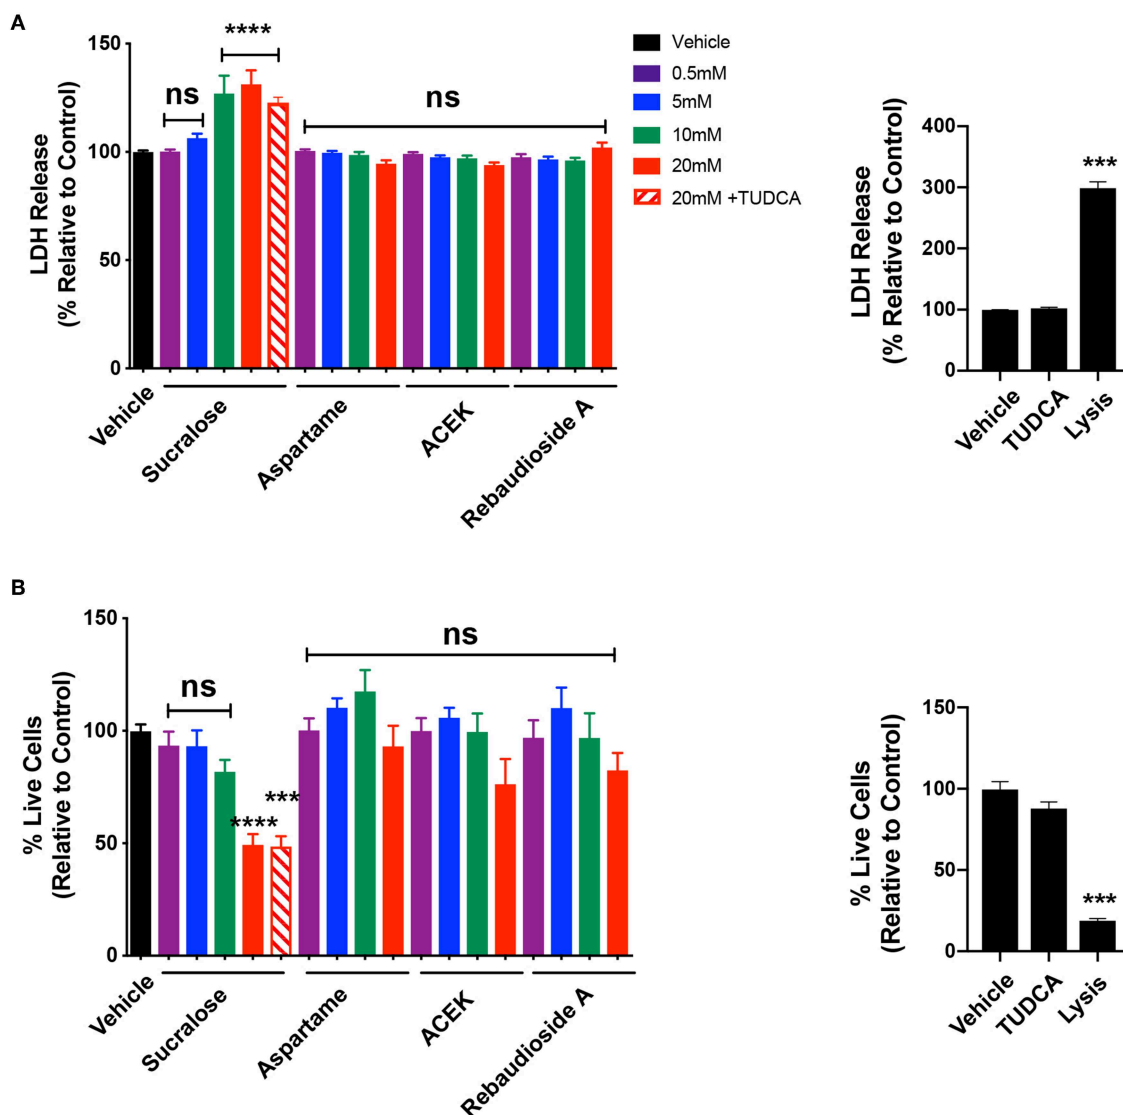 A
LDH Release
(% Relative to Control)
150
100
50
0
ns
****
ns
Vehicle
Sucralose
Aspartame
ACEK
Rebaudioside A
Vehicle
0.5mM
5mM
10mM
20mM
20mM +TUDCA
LDH Release
(% Relative to Control)
400
300
200
100
0
***
Vehicle
TUDCA
Lysis
B
% Live Cells
(Relative to Control)
150
100
50
0
ns
****
***
ns
Vehicle
Sucralose
Aspartame
ACEK
Rebaudioside A
% Live Cells
(Relative to Control)
150
100
50
0
***
Vehicle
TUDCA
Lysis